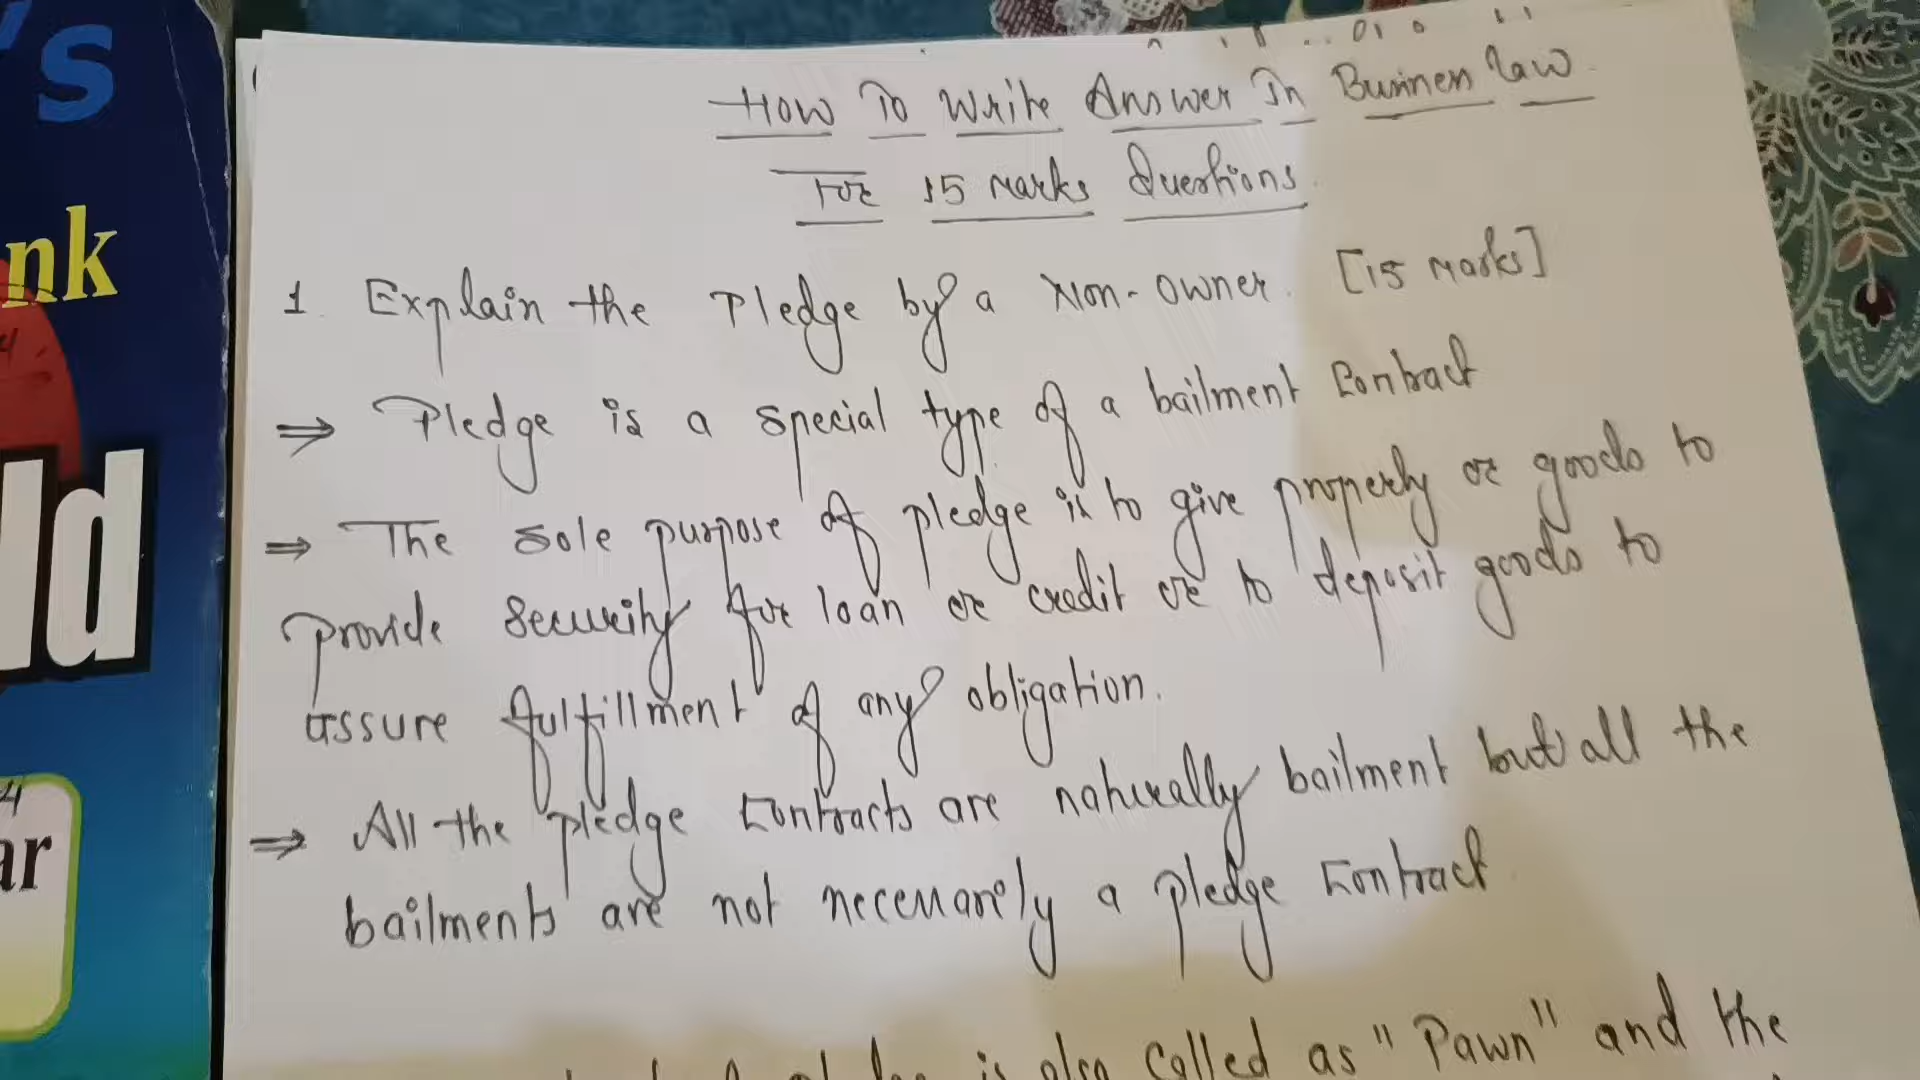 's
nk
ld
ar
How To Write Answer In Business Law.
For 15 Marks Questions.
1. Explain the Pledge by a Non-Owner. [15 Marks]
⇒ Pledge is a special type of a bailment Contract
⇒ The sole purpose of pledge is to give property or goods to
provide security for loan or credit or to deposit goods to
assure fulfillment of any obligation.
⇒ All the pledge contracts are naturally bailment but all the
bailments are not necessarily a pledge contract.
is also called as "Pawn" and the